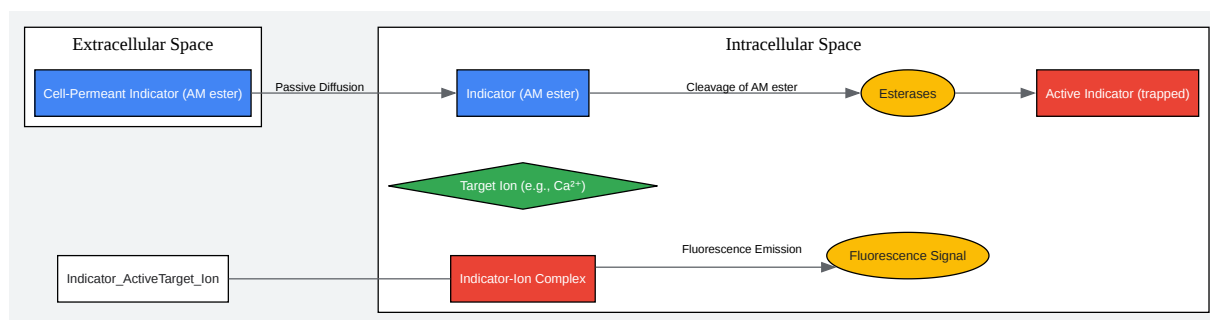 Extracellular Space
Intracellular Space
Cell-Permeant Indicator (AM ester)
Passive Diffusion
Indicator (AM ester)
Cleavage of AM ester
Esterases
Active Indicator (trapped)
Target Ion (e.g., Ca²⁺)
Indicator_ActiveTarget_Ion
Indicator-Ion Complex
Fluorescence Emission
Fluorescence Signal